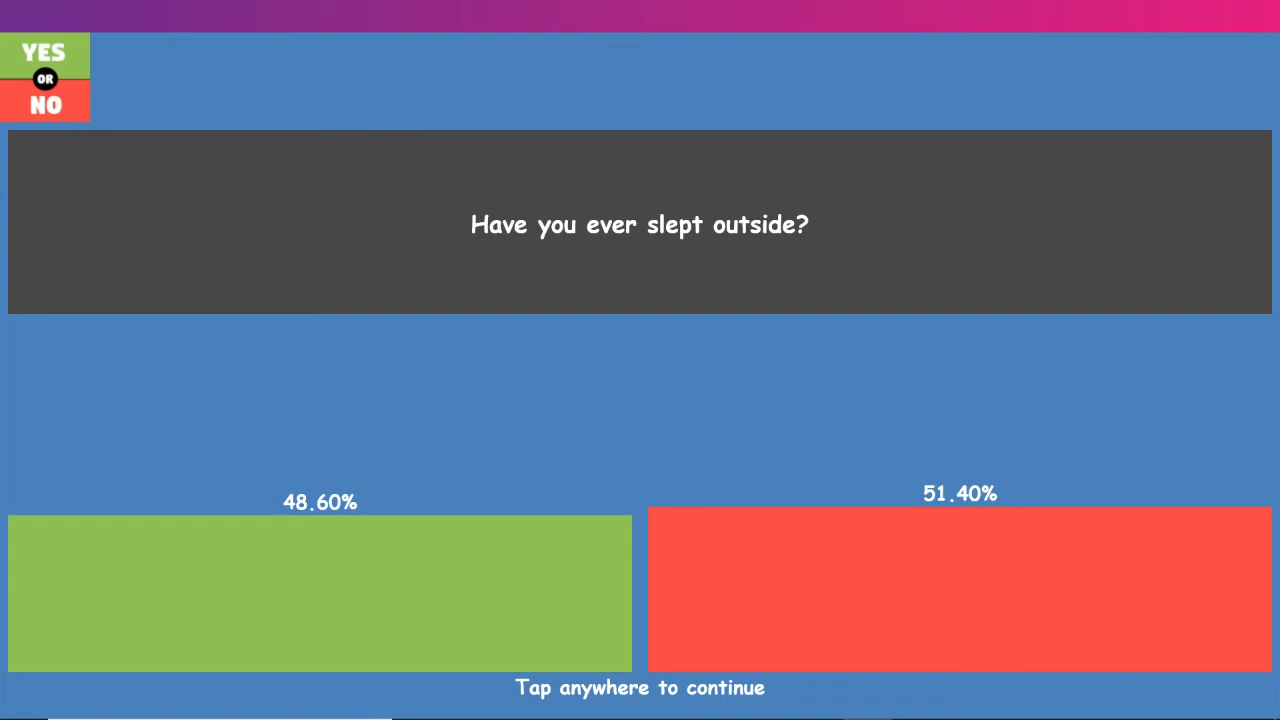 YES
OR
NO
Have you ever slept outside?
48.60%
51.40%
Tap anywhere to continue